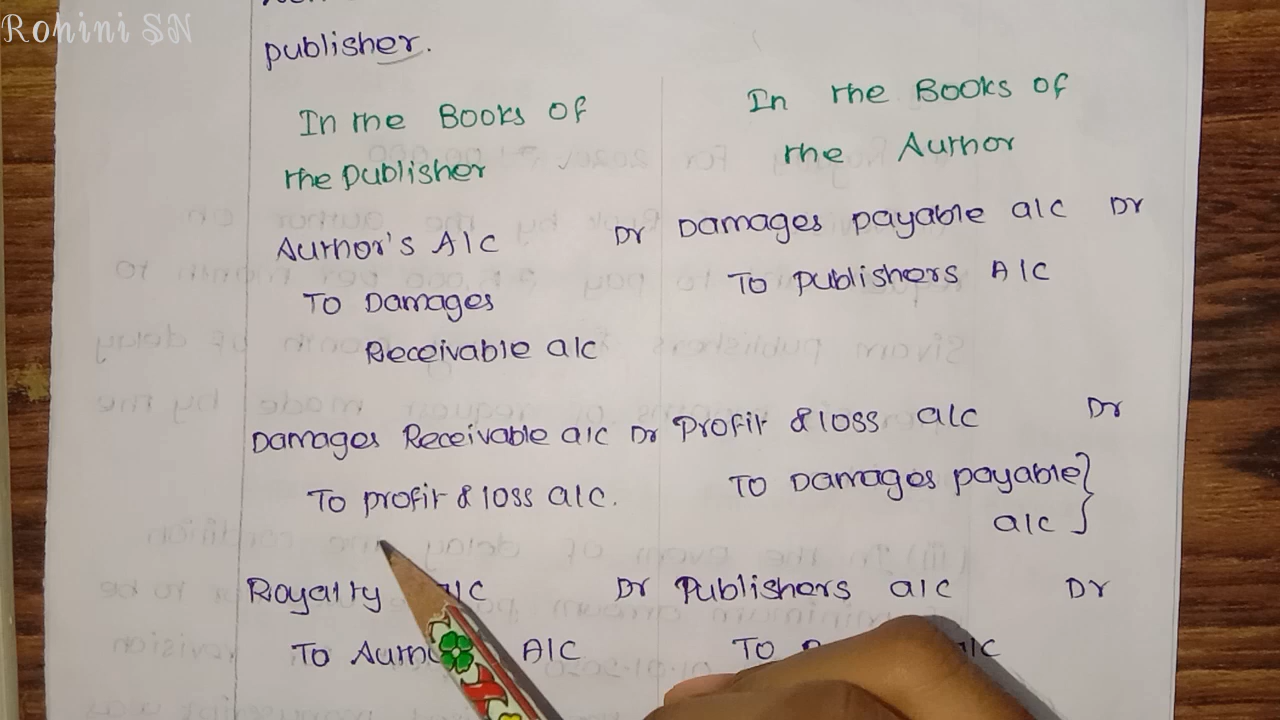 Rohini SN
publisher.
In the Books of
the publisher
Author's A/c Dr
To Damages
Receivable a/c
Damages Receivable a/c Dr
To profit & loss a/c.
Royalty a/c Dr
To A/c
In the Books of
the Author
Damages payable a/c Dr
To publishers A/c
Profit & loss a/c Dr
To Damages payable
a/c
Publishers a/c Dr
To a/c